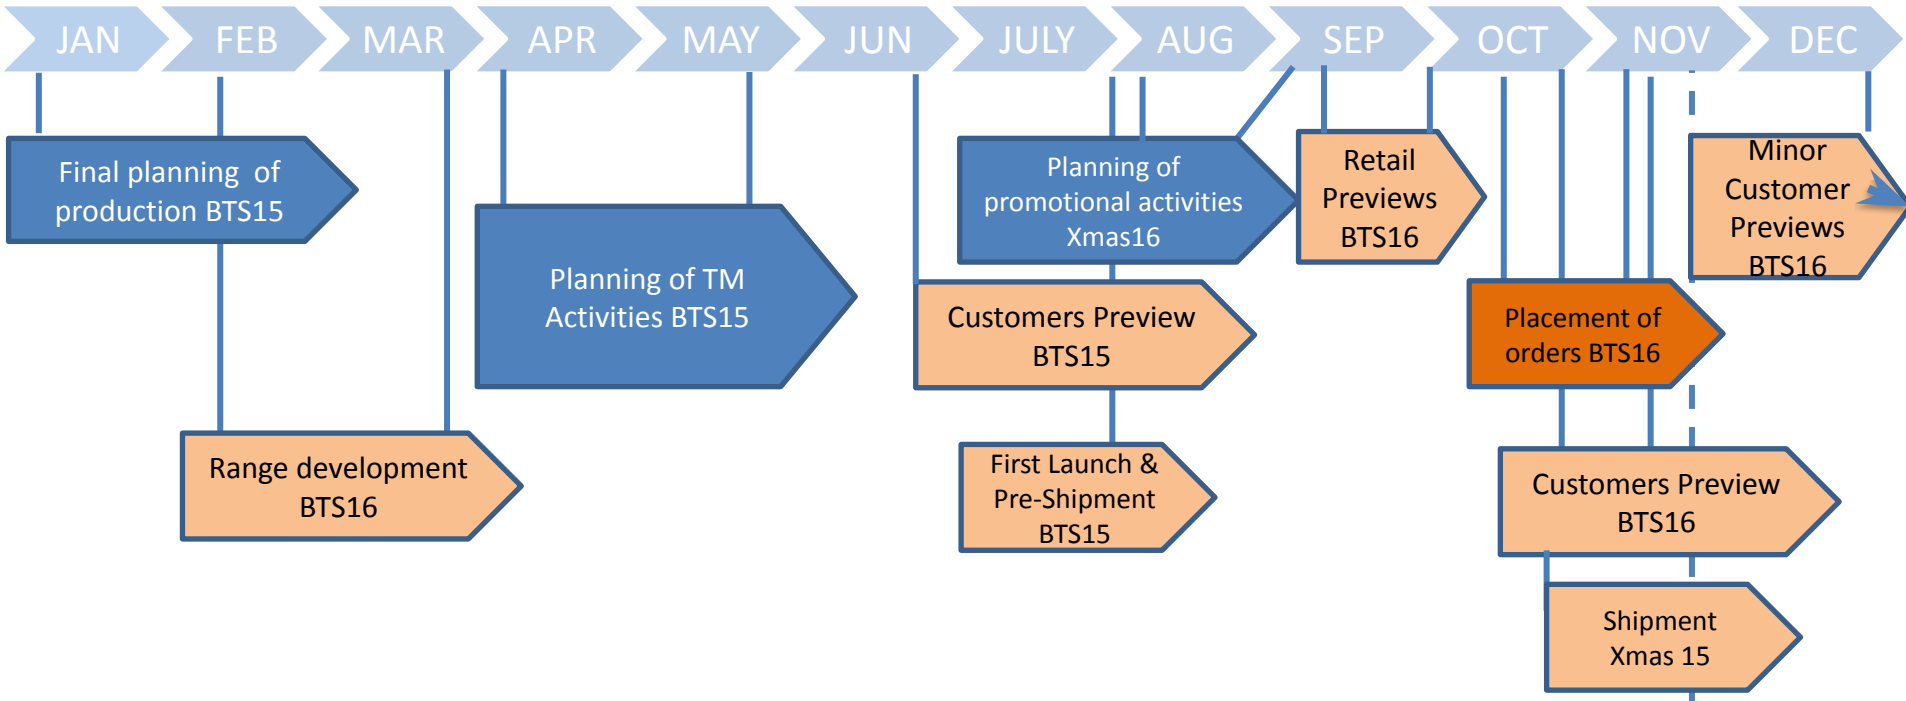 JAN
FEB
MAR
APR
MAY
JUN
JULY
AUG
SEP
OCT
NOV
DEC
Final planning of
production BTS15
Planning of
promotional activities
Xmas16
Retail
Previews
BTS16
Minor
Customer
Previews
BTS16
Planning of TM
Activities BTS15
Customers Preview
BTS15
Placement of
orders BTS16
Range development
BTS16
First Launch &
Pre-Shipment
BTS15
Customers Preview
BTS16
Shipment
Xmas 15